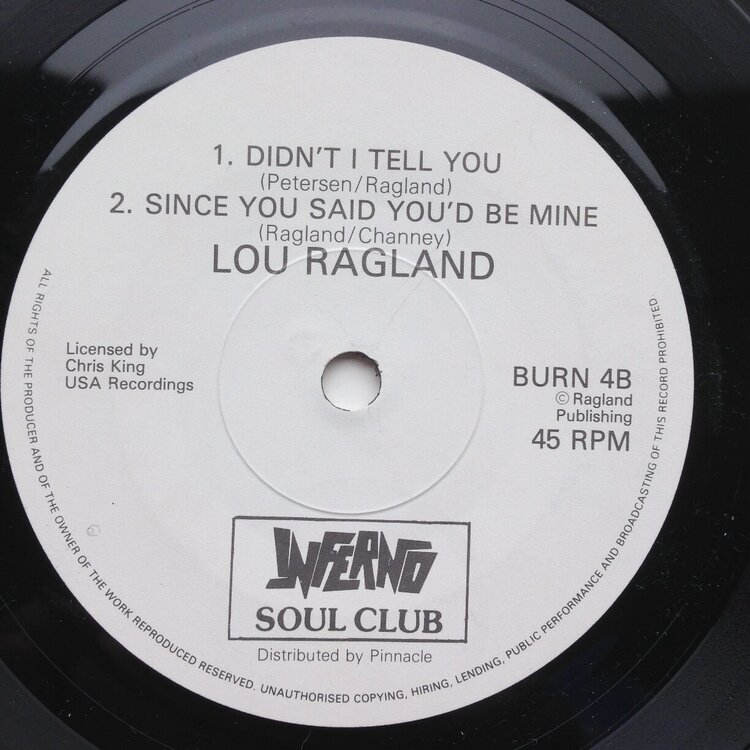 1. DIDN'T I TELL YOU
(Petersen/Ragland)
2. SINCE YOU SAID YOU'D BE MINE
(Ragland/Channey)
LOU RAGLAND
Licensed by
Chris King
USA Recordings
BURN 4B
© Ragland
Publishing
45 RPM
INFERNO
SOUL CLUB
Distributed by Pinnacle
ALL RIGHTS OF THE PRODUCER AND OF THE OWNER OF THE WORK REPRODUCED RESERVED. UNAUTHORISED COPYING, HIRING, LENDING, PUBLIC PERFORMANCE AND BROADCASTING OF THIS RECORD PROHIBITED